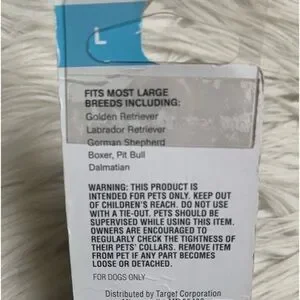 L
FITS MOST LARGE
BREEDS INCLUDING:
Golden Retriever
Labrador Retriever
German Shepherd
Boxer, Pit Bull
Dalmatian
WARNING: THIS PRODUCT IS
INTENDED FOR PETS ONLY. KEEP OUT
OF CHILDREN'S REACH. DO NOT USE
WITH A TIE-OUT. PETS SHOULD BE
SUPERVISED WHILE USING THIS ITEM.
OWNERS ARE ENCOURAGED TO
REGULARLY CHECK THE TIGHTNESS OF
THEIR PETS' COLLARS. REMOVE ITEM
FROM PET IF ANY PART BECOMES
LOOSE OR DETACHED.
FOR DOGS ONLY
Distributed by Target Corporation